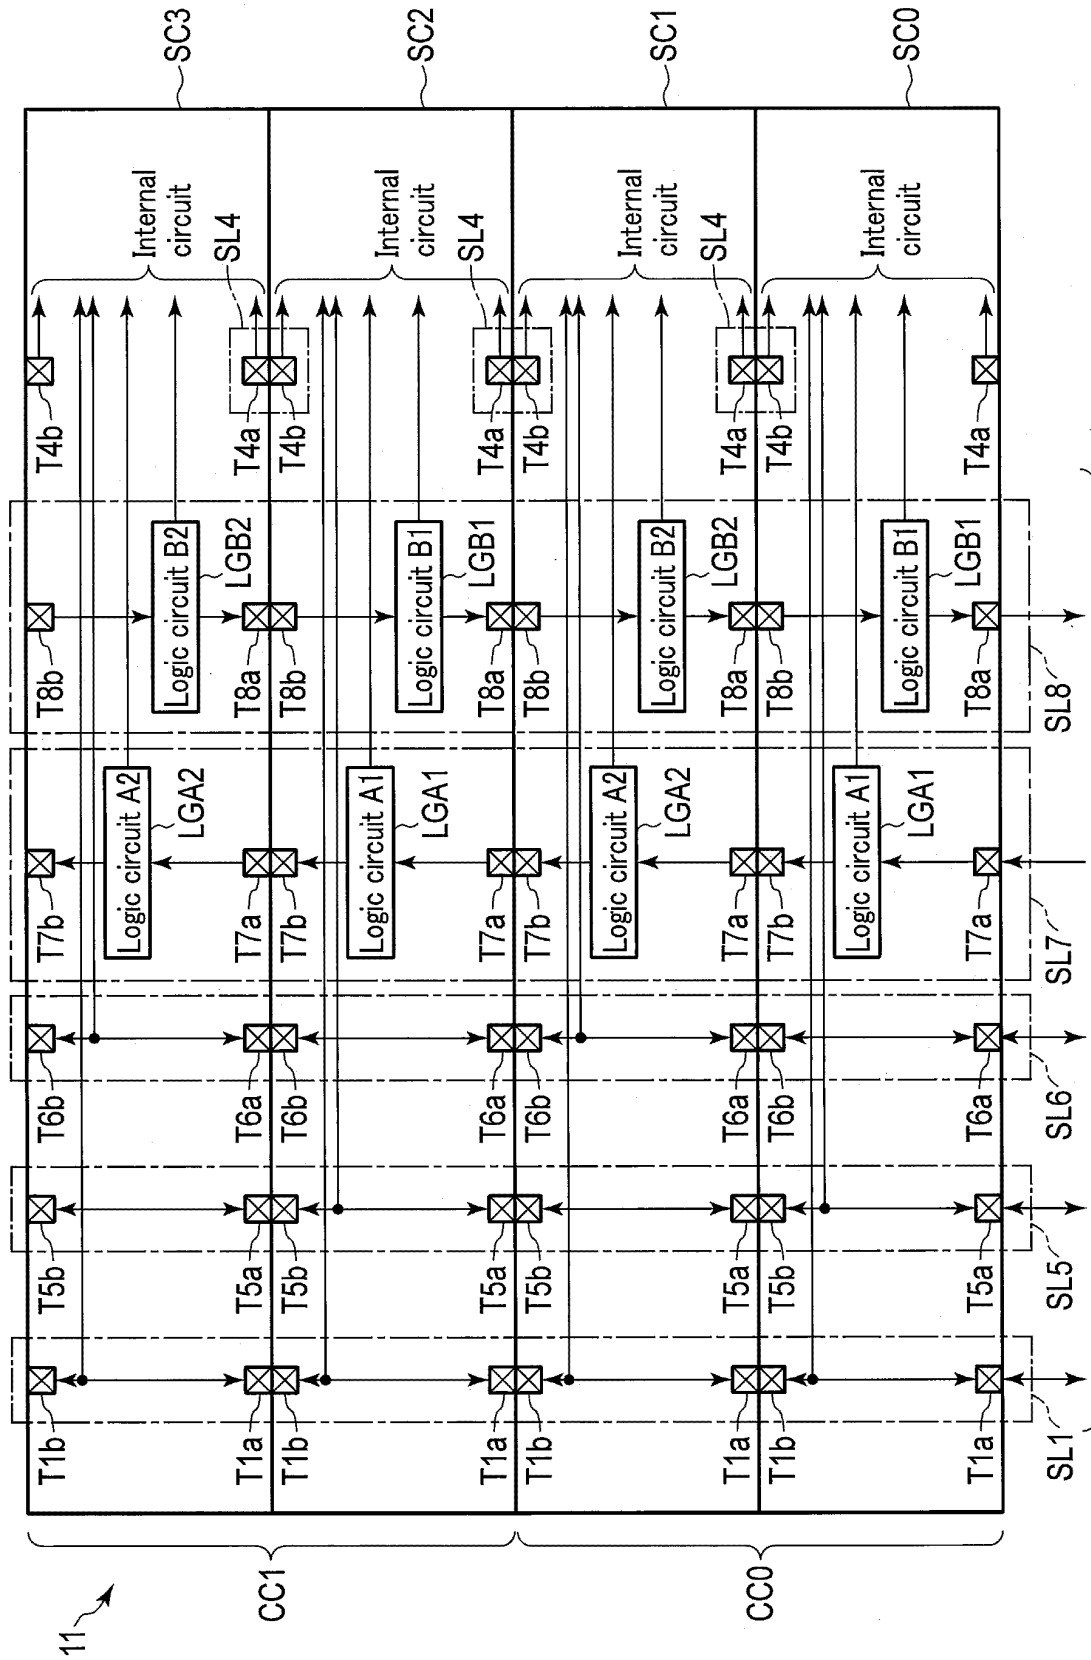 11
CC1
CC0
SC3
SC2
SC1
SC0
T1b
T5b
T6b
T7b
T8b
T4b
Logic circuit A2
LGA2
Logic circuit B2
LGB2
Internal
circuit
SL4
T1a
T5a
T6a
T7a
T8a
T4a
T1b
T5b
T6b
T7b
T8b
T4b
Logic circuit A1
LGA1
Logic circuit B1
LGB1
Internal
circuit
SL4
T1a
T5a
T6a
T7a
T8a
T4a
T1b
T5b
T6b
T7b
T8b
T4b
Logic circuit A2
LGA2
Logic circuit B2
LGB2
Internal
circuit
SL4
T1a
T5a
T6a
T7a
T8a
T4a
T1b
T5b
T6b
T7b
T8b
T4b
Logic circuit A1
LGA1
Logic circuit B1
LGB1
Internal
circuit
T1a
T5a
T6a
T7a
T8a
T4a
SL1
SL5
SL6
SL7
SL8